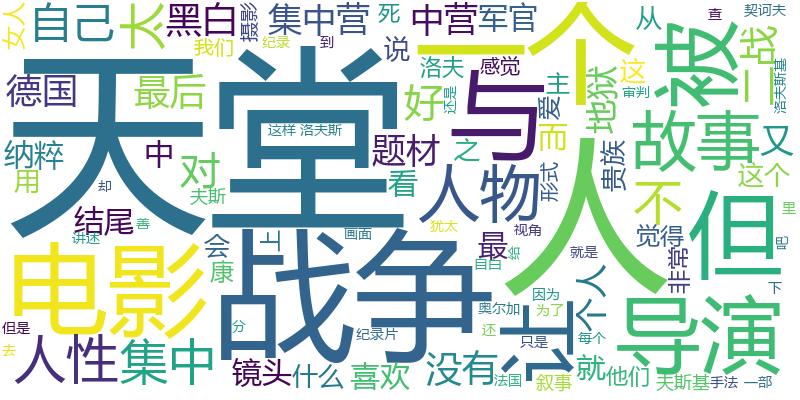 女人
自己
太
黑白
摄影
集中营
死
中营
军官
一个
从
查
契诃夫
我们
纪录
到
说
洛夫
感觉
主
这
二战
洛夫斯基
德国
最后
天堂
好
还是
与
爱
地狱
审判
被
纳粹
中
对
这样 洛夫斯
题材
之
而
故事
又
用
却
夫斯
看
人物
形式
贵族
不
这个
里
结尾
善
人
但
讲述
会
上
画面
犹太
视角
最
觉得
吧
电影
康
战争
自白
给
就是
非常
下
奥尔加
因为
个人
但是
分
纪录片
还
为了
让
导演
去
人性
集中
镜头
什么
喜欢
没有
只是
每个
法国
叙事
就
他们
夫斯基
手法
一部